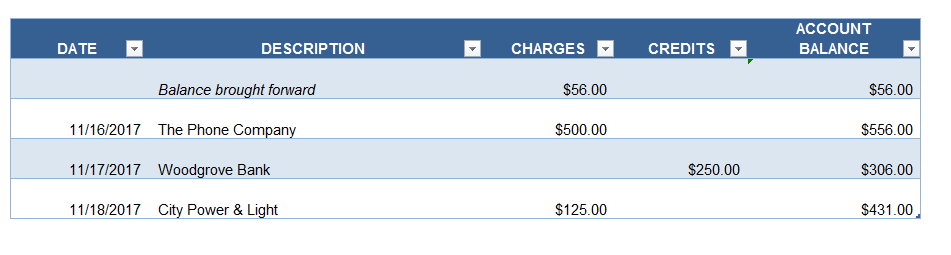 DATE DESCRIPTION CHARGES CREDITS ACCOUNT BALANCE
Balance brought forward $56.00 $56.00
11/16/2017 The Phone Company $500.00 $556.00
11/17/2017 Woodgrove Bank $250.00 $306.00
11/18/2017 City Power & Light $125.00 $431.00